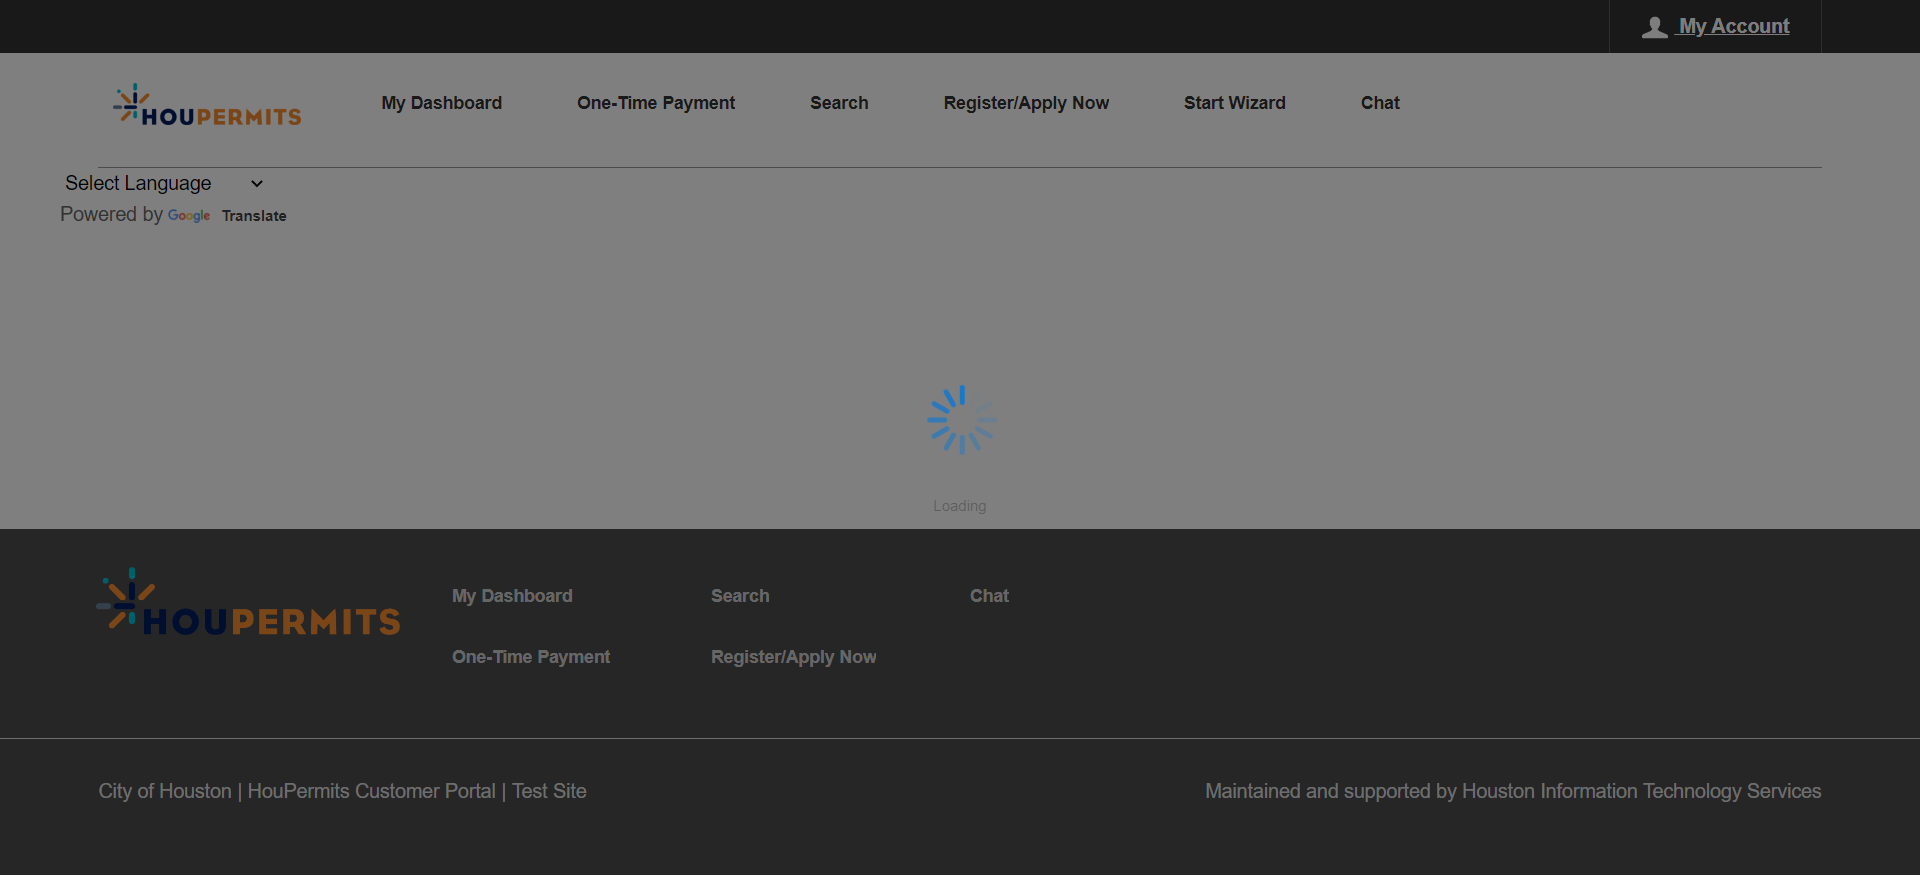 My Account
HOUPERMITS
My Dashboard One-Time Payment Search Register/Apply Now Start Wizard Chat
Select Language
Powered by Google Translate
Loading
HOUPERMITS
My Dashboard Search Chat
One-Time Payment Register/Apply Now
City of Houston | HouPermits Customer Portal | Test Site
Maintained and supported by Houston Information Technology Services